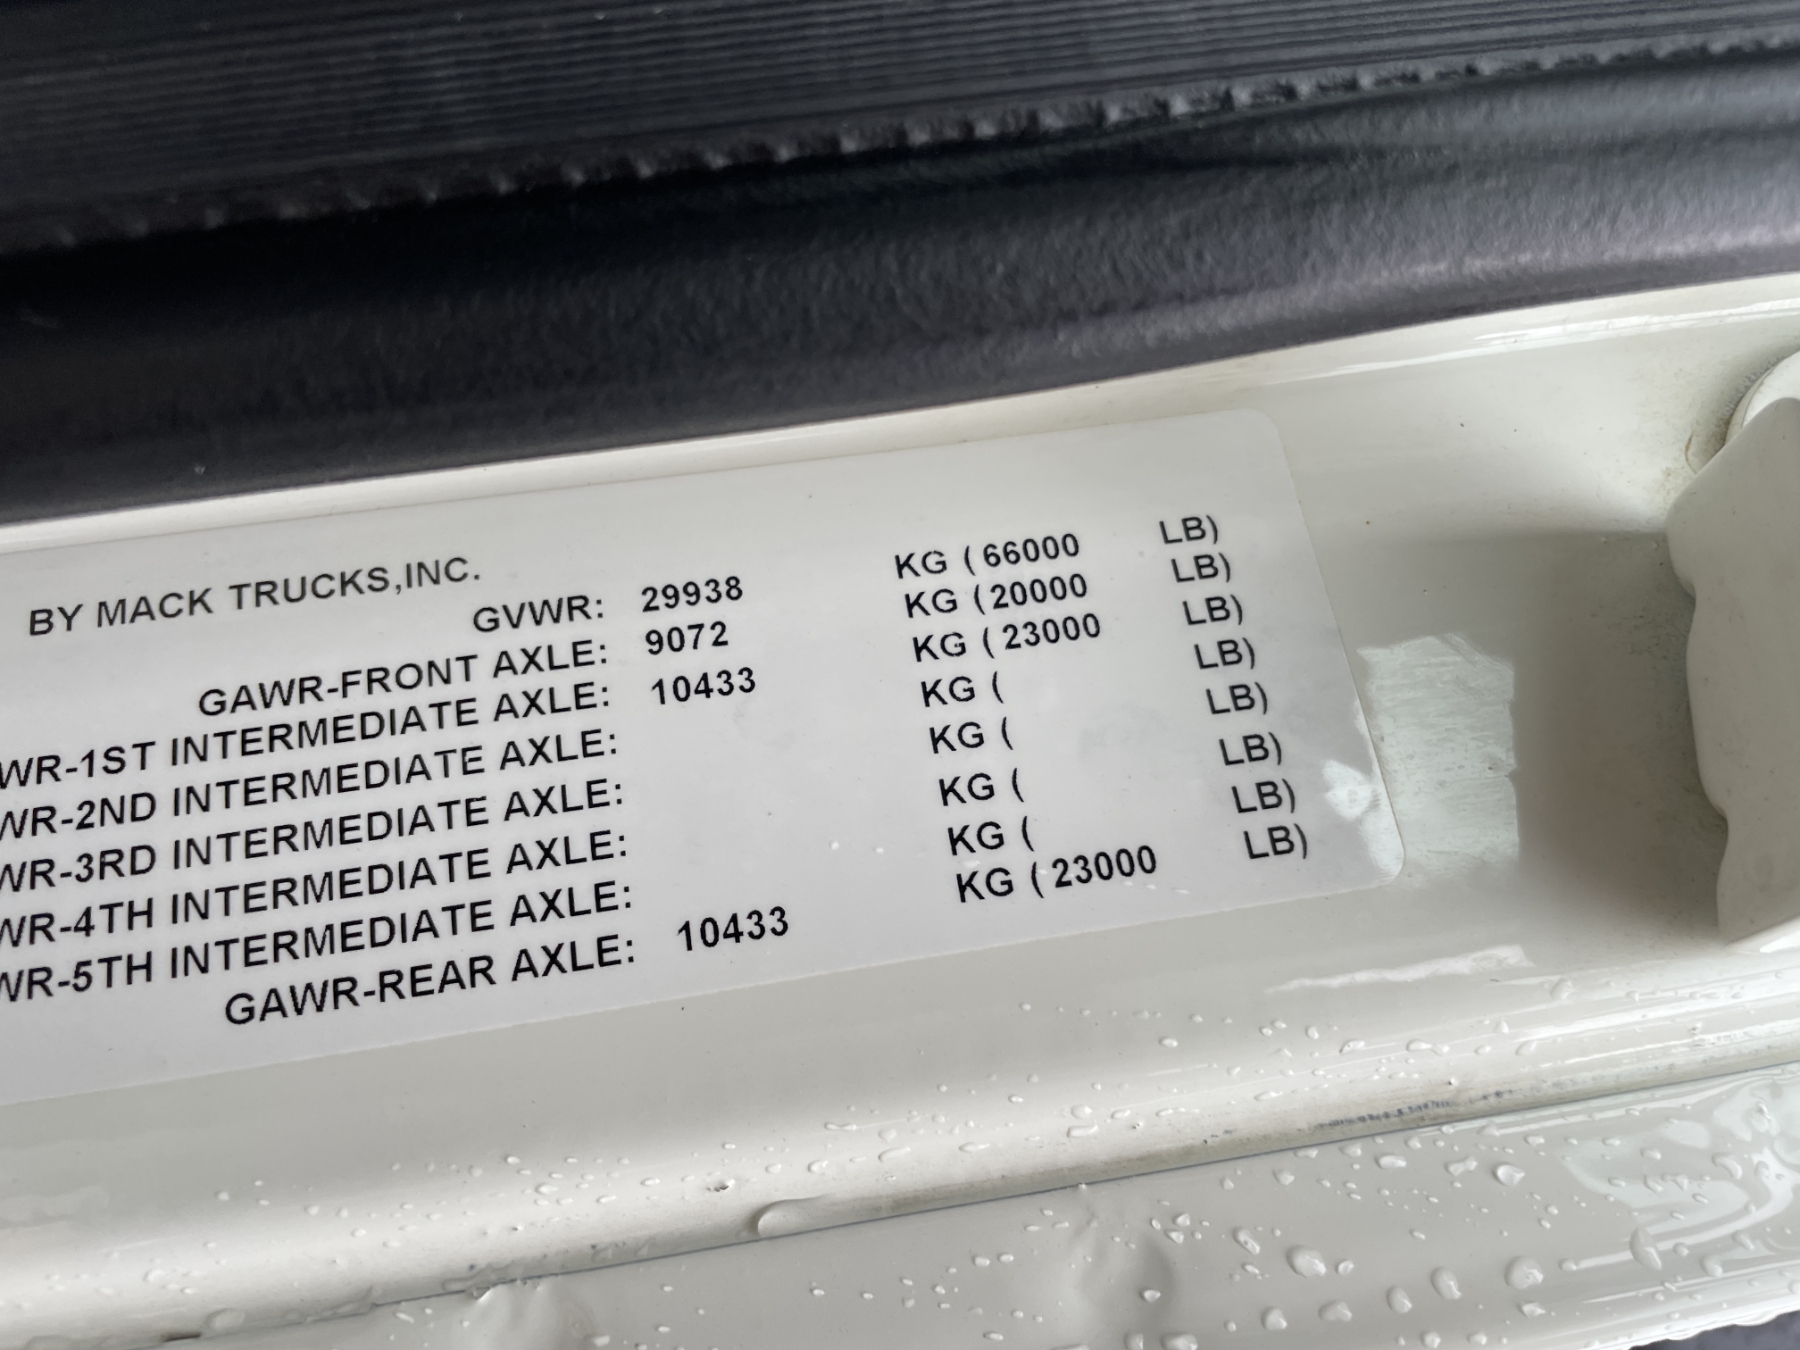 BY MACK TRUCKS,INC.
GVWR: 29938 KG (66000 LB)
GAWR-FRONT AXLE: 9072 KG (20000 LB)
WR-1ST INTERMEDIATE AXLE: 10433 KG (23000 LB)
WR-2ND INTERMEDIATE AXLE: KG ( LB)
WR-3RD INTERMEDIATE AXLE: KG ( LB)
WR-4TH INTERMEDIATE AXLE: KG ( LB)
WR-5TH INTERMEDIATE AXLE: KG ( LB)
GAWR-REAR AXLE: 10433 KG (23000 LB)